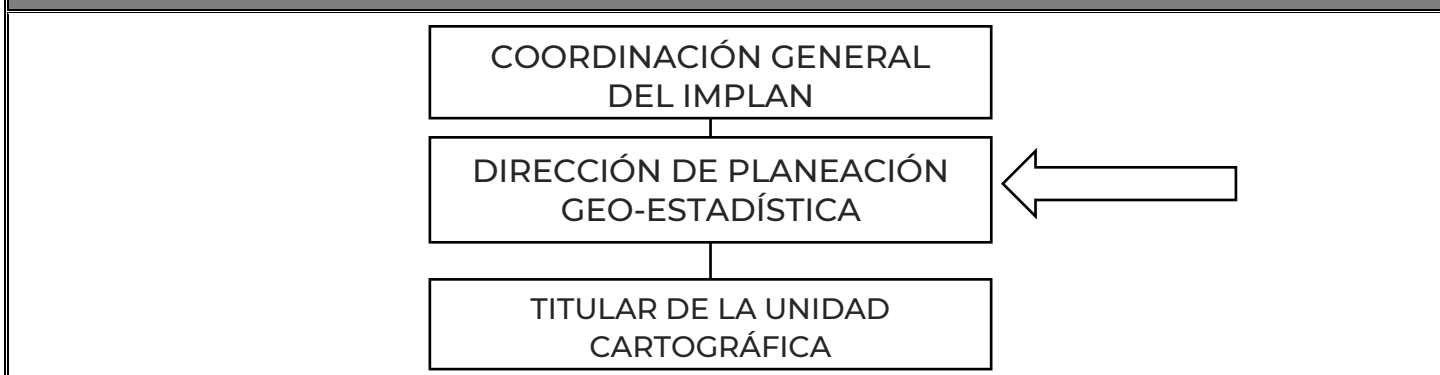 COORDINACIÓN GENERAL
DEL IMPLAN
DIRECCIÓN DE PLANEACIÓN
GEO-ESTADÍSTICA
TITULAR DE LA UNIDAD
CARTOGRÁFICA